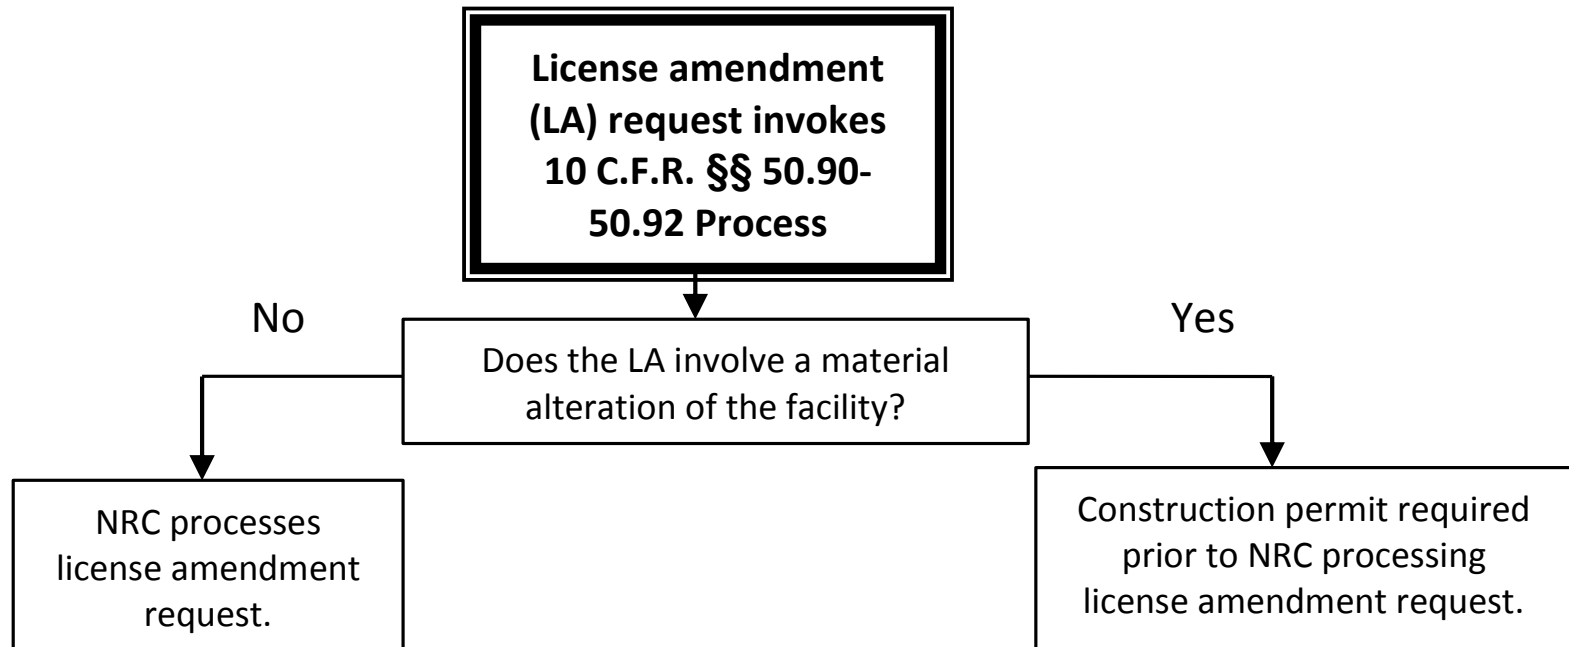 License amendment
(LA) request invokes
10 C.F.R. §§ 50.90-
50.92 Process
No
Yes
Does the LA involve a material
alteration of the facility?
NRC processes
license amendment
request.
Construction permit required
prior to NRC processing
license amendment request.